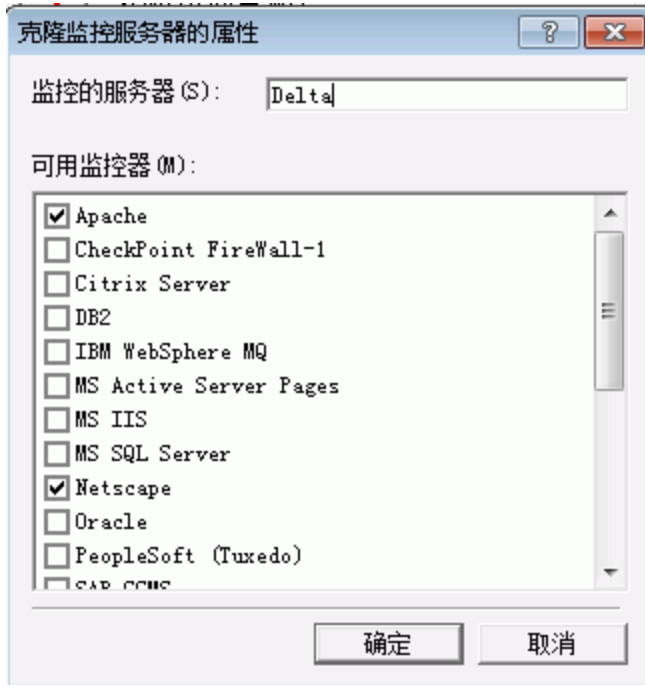 克隆监控服务器的属性
监控的服务器(S):
Delta
可用监控器(M):
Apache
CheckPoint FireWall-1
Citrix Server
DB2
IBM WebSphere MQ
MS Active Server Pages
MS IIS
MS SQL Server
Netscape
Oracle
PeopleSoft (Tuxedo)
SAP CCMS
确定
取消